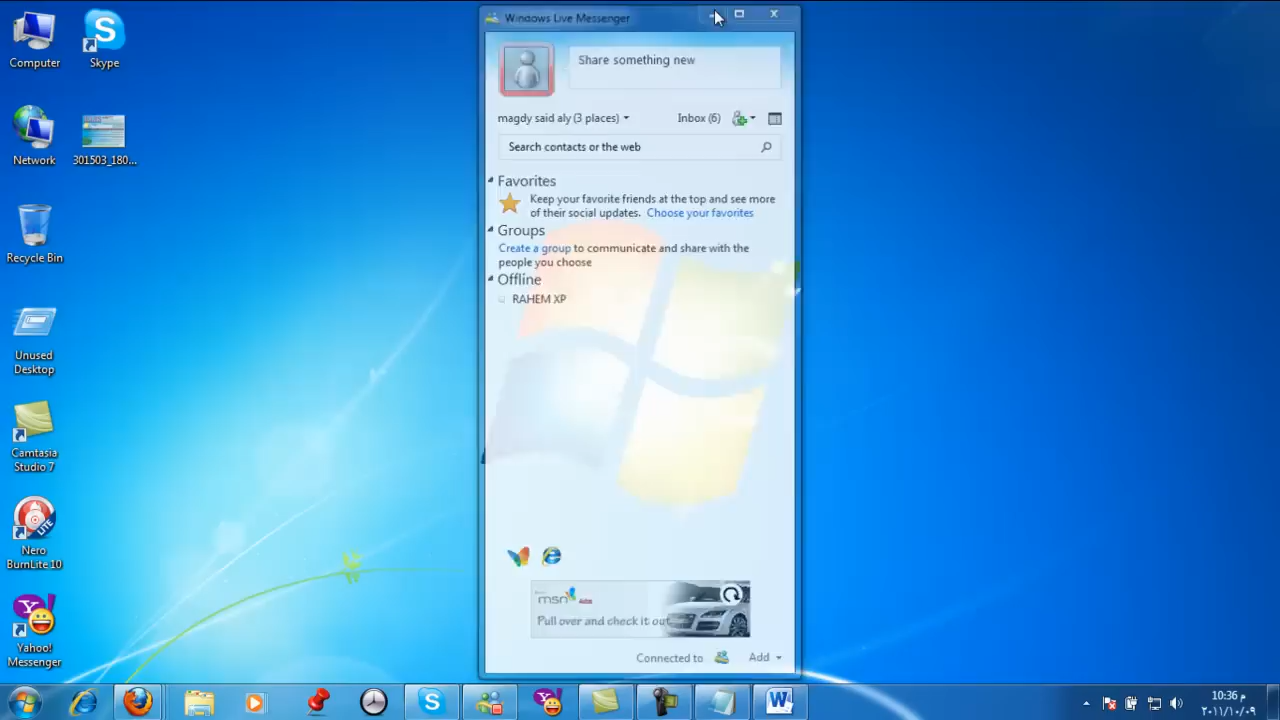 Computer
Skype
Network
301503_180...
Recycle Bin
Unused
Desktop
Camtasia
Studio 7
Nero
BurnLite 10
Yahoo!
Messenger
Windows Live Messenger
Share something new
magdy said aly (3 places)
Inbox (6)
Search contacts or the web
Favorites
Keep your favorite friends at the top and see more
of their social updates. Choose your favorites
Groups
Create a group to communicate and share with the
people you choose
Offline
RAHEM XP
msn
Pull over and check it out
Connected to
Add
م 10:36
٢٠١١/١٠/٠٩